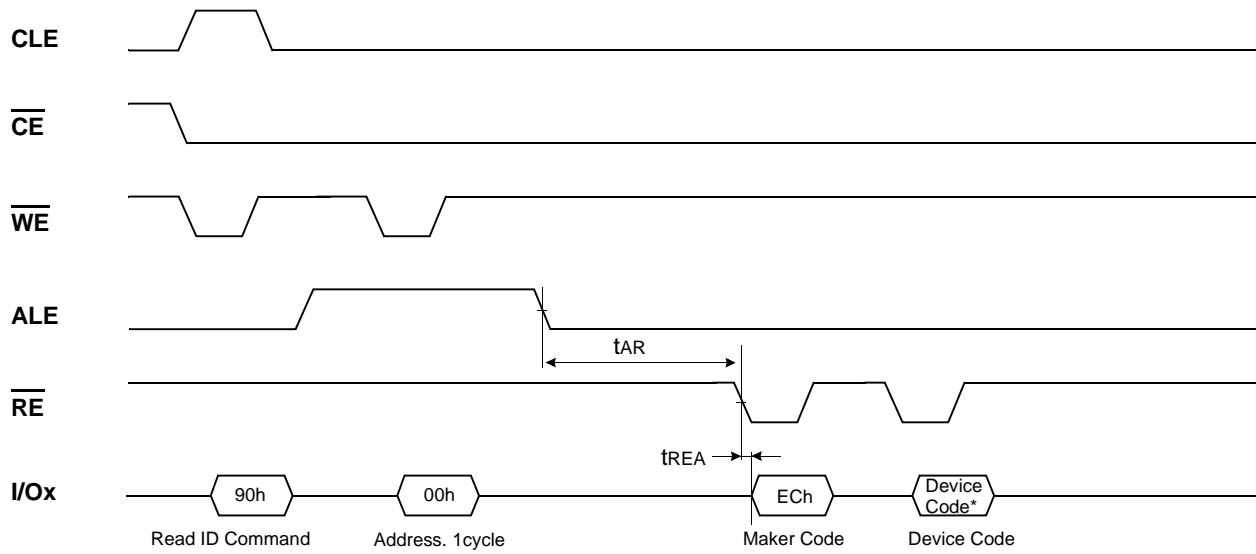 CLE
CE
WE
ALE
tAR
RE
tREA
I/Ox
90h
00h
ECh
Device
Code*
Read ID Command
Address. 1cycle
Maker Code
Device Code